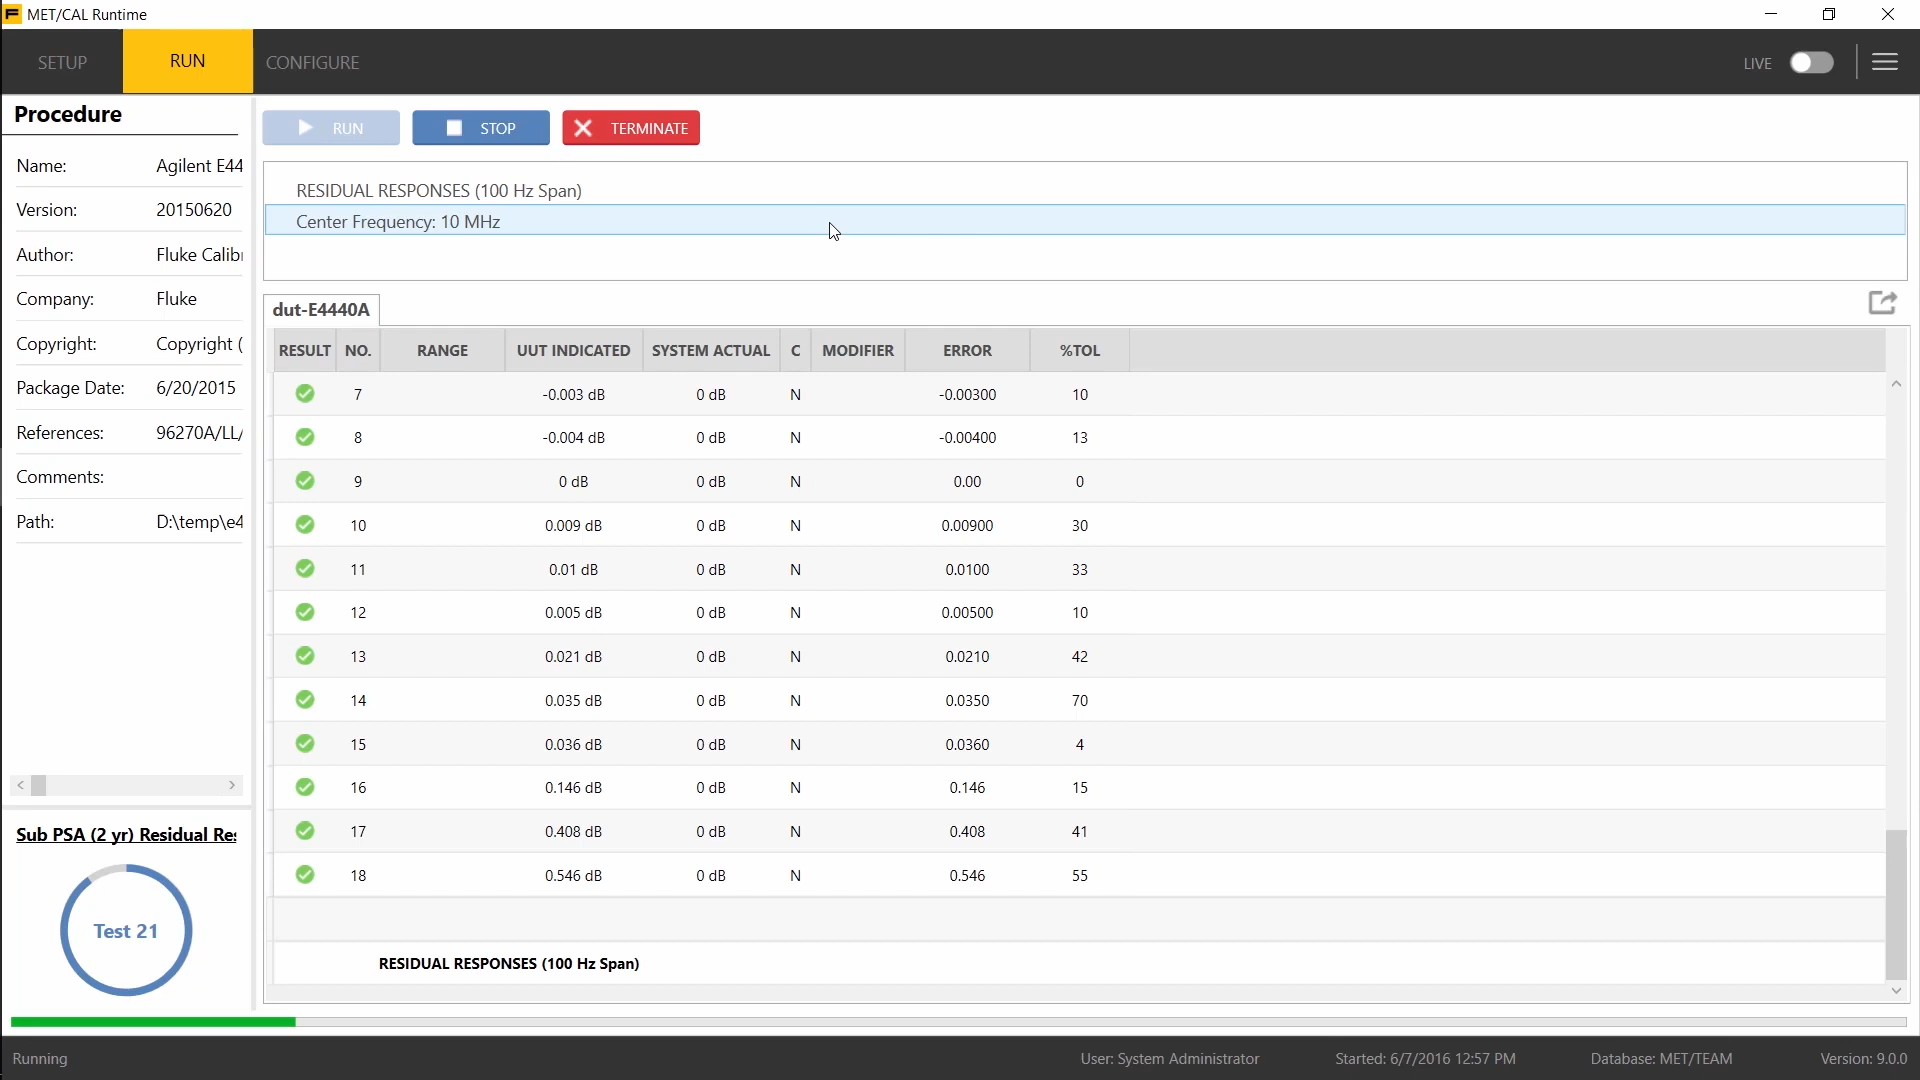 MET/CAL Runtime
SETUP RUN CONFIGURE LIVE
Procedure
Name: Agilent E44
Version: 20150620
Author: Fluke Calib
Company: Fluke
Copyright: Copyright (
Package Date: 6/20/2015
References: 96270A/LL/
Comments:
Path: D:\temp\e4
Sub PSA (2 yr) Residual Res
Test 21
RUN STOP TERMINATE
RESIDUAL RESPONSES (100 Hz Span)
Center Frequency: 10 MHz
dut-E4440A
RESULT NO. RANGE UUT INDICATED SYSTEM ACTUAL C MODIFIER ERROR %TOL
7 -0.003 dB 0 dB N -0.00300 10
8 -0.004 dB 0 dB N -0.00400 13
9 0 dB 0 dB N 0.00 0
10 0.009 dB 0 dB N 0.00900 30
11 0.01 dB 0 dB N 0.0100 33
12 0.005 dB 0 dB N 0.00500 10
13 0.021 dB 0 dB N 0.0210 42
14 0.035 dB 0 dB N 0.0350 70
15 0.036 dB 0 dB N 0.0360 4
16 0.146 dB 0 dB N 0.146 15
17 0.408 dB 0 dB N 0.408 41
18 0.546 dB 0 dB N 0.546 55
RESIDUAL RESPONSES (100 Hz Span)
Running User: System Administrator Started: 6/7/2016 12:57 PM Database: MET/TEAM Version: 9.0.0